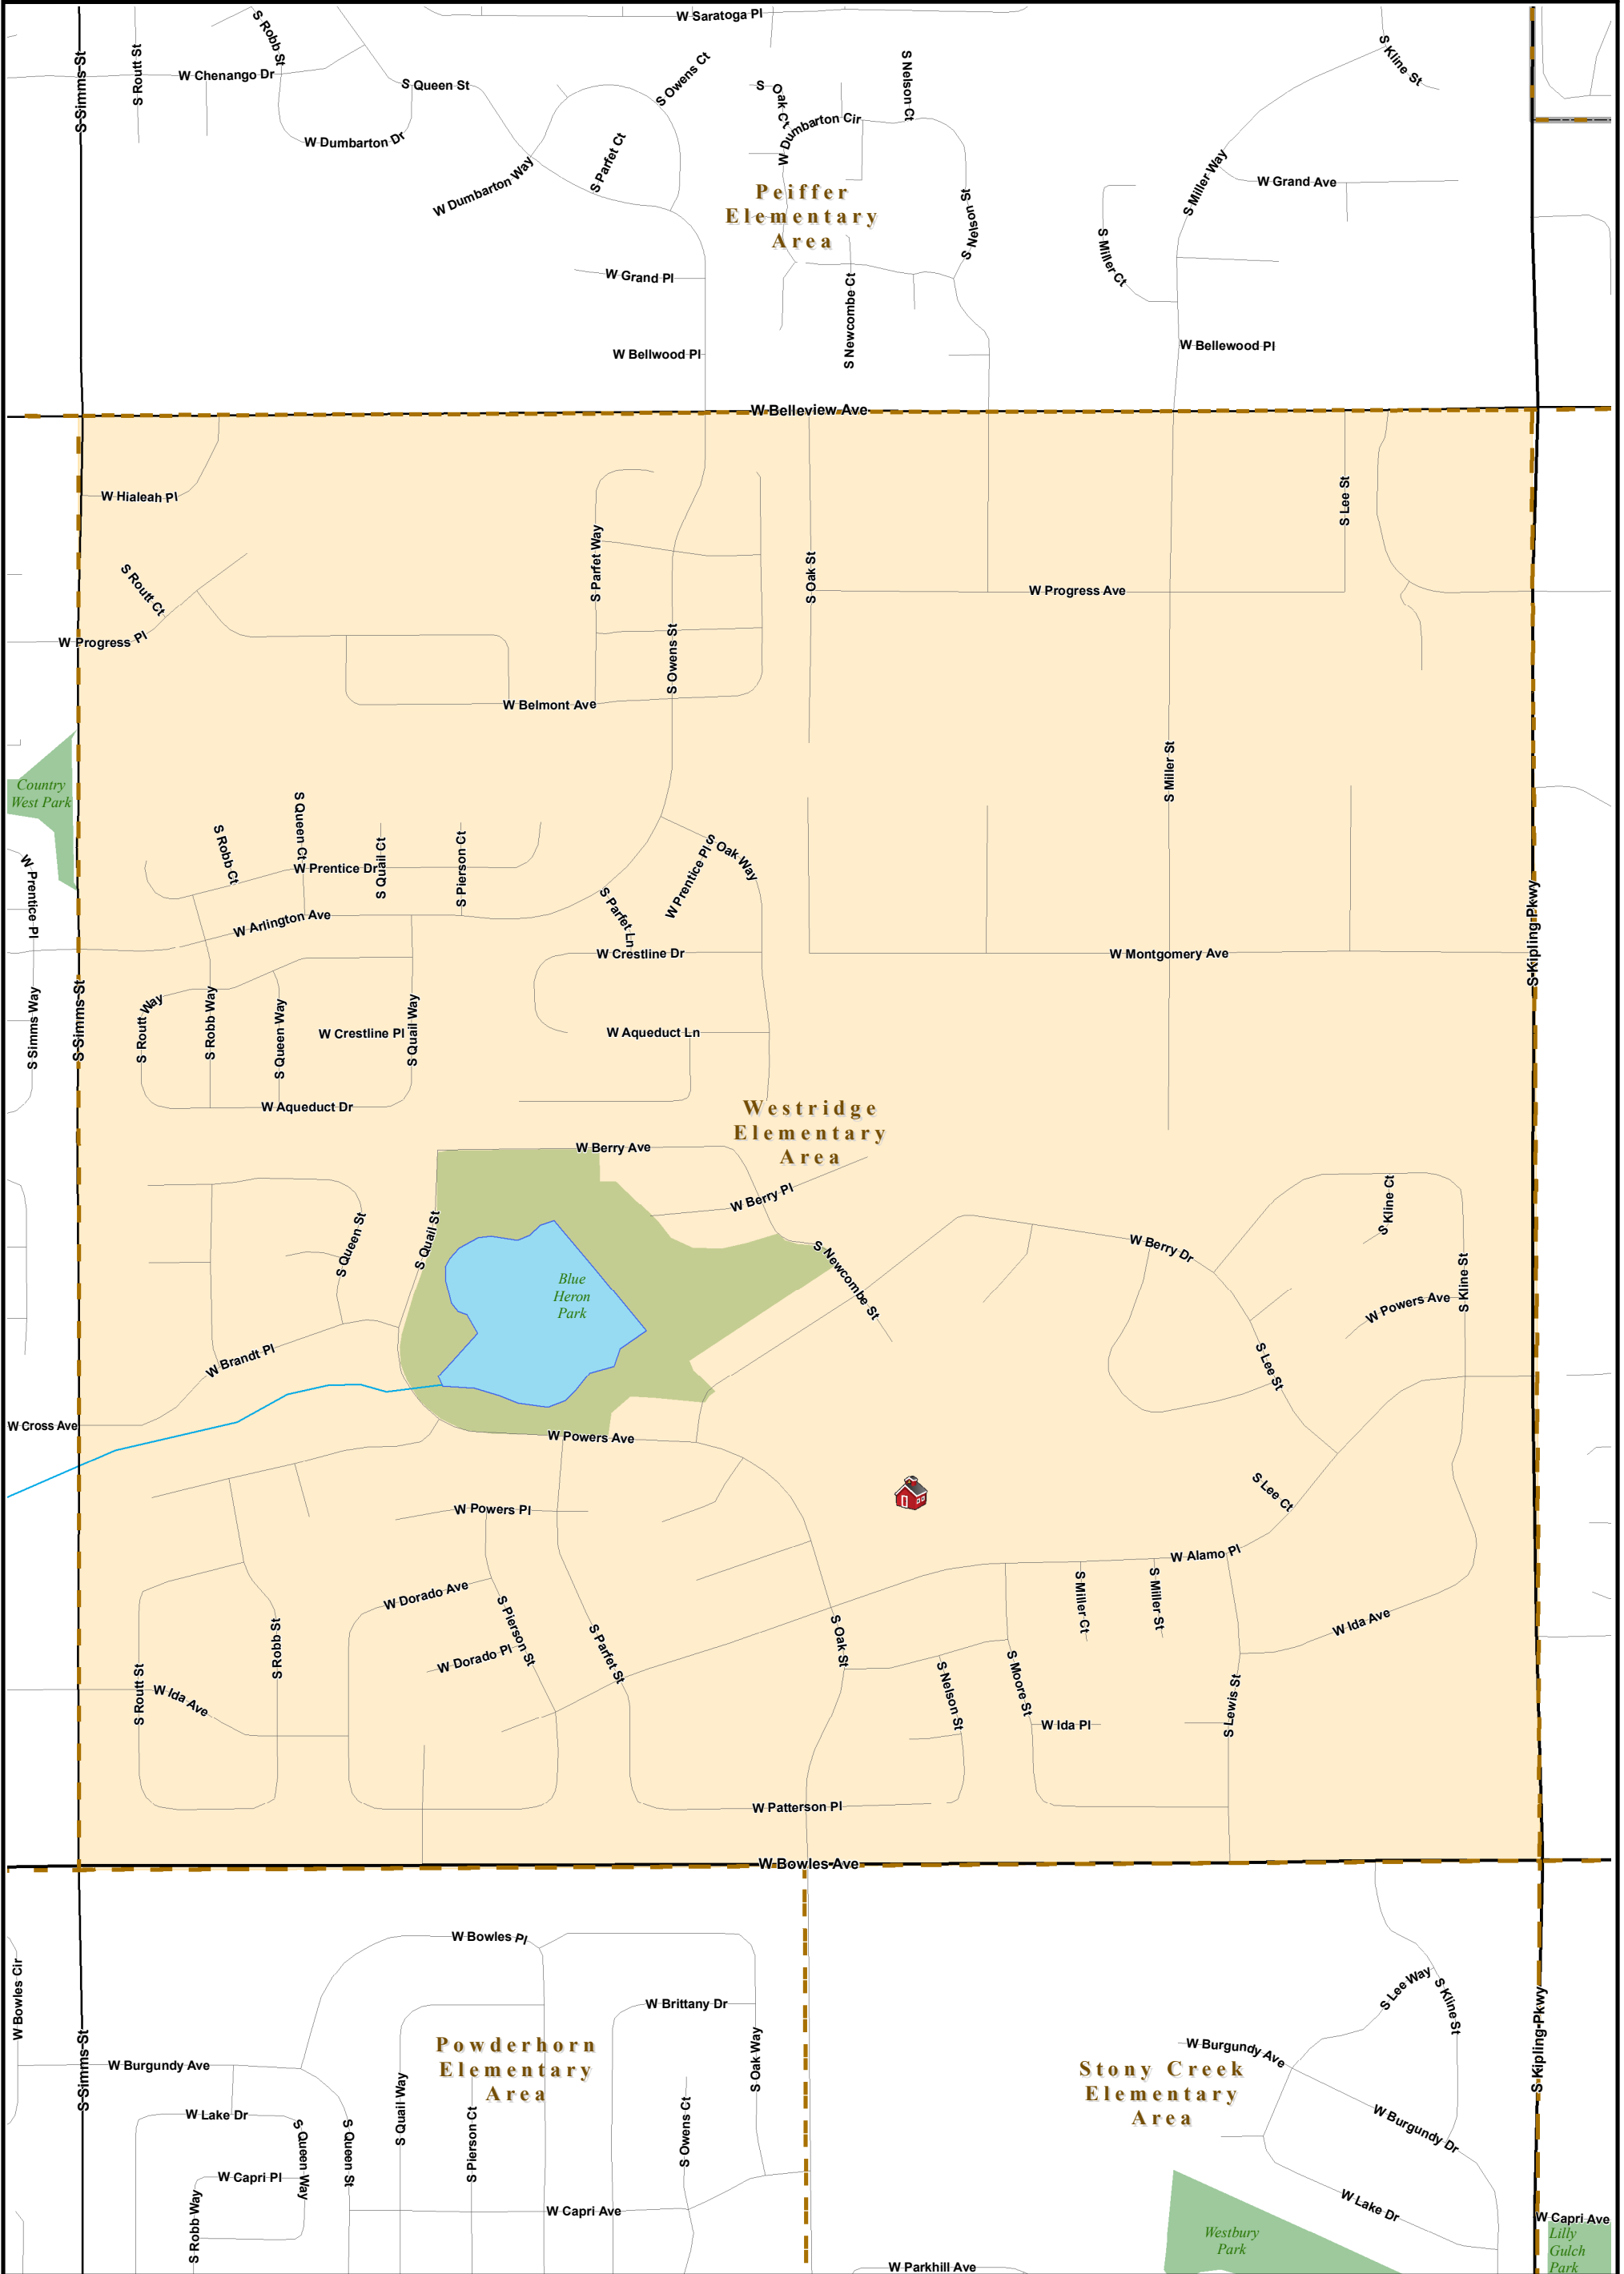 W Saratoga Pl
S Robb St
S Kline St
S Simms St
S Routt St
W Chenango Dr
S Queen St
S Owens Ct
S Oak Ct
S Nelson Ct
W Dumbarton Dr
W Dumbarton Cir
W Dumbarton Way
S Parfet Ct
S Miller Way
W Grand Ave
Peiffer
Elementary
Area
S Nelson St
S Miller Ct
W Grand Pl
S Newcombe Ct
W Bellwood Pl
W Bellewood Pl
W Belleview Ave
W Hialeah Pl
S Lee St
S Parfet Way
S Oak St
S Routt Ct
W Progress Ave
W Progress Pl
S Owens St
W Belmont Ave
S Miller St
Country
West Park
S Queen Ct
S Robb Ct
S Quail Ct
S Pierson Ct
W Prentice Dr
W Prentice Pl
S Oak Way
W Prentice Pl
S Parfet Ln
W Arlington Ave
W Crestline Dr
W Montgomery Ave
S Kipling Pkwy
S Simms Way
S Simms St
S Routt Way
S Robb Way
S Queen Way
W Crestline Pl
S Quail Way
W Aqueduct Ln
W Aqueduct Dr
Westridge
Elementary
Area
W Berry Ave
W Berry Pl
S Queen St
S Quail St
S Newcombe St
W Berry Dr
S Kline Ct
S Kline St
Blue
Heron
Park
W Powers Ave
W Brandt Pl
S Lee St
W Cross Ave
W Powers Ave
S Lee Ct
W Powers Pl
W Alamo Pl
W Dorado Ave
S Pierson St
S Miller Ct
S Miller St
W Ida Ave
S Robb St
S Parfet St
S Oak St
W Dorado Pl
S Routt St
W Ida Ave
S Nelson St
S Moore St
S Lewis St
W Ida Pl
W Patterson Pl
W Bowles Ave
W Bowles Pl
W Bowles Cir
S Lee Way
S Kline St
W Brittany Dr
S Simms St
W Burgundy Ave
Powderhorn
Elementary
Area
S Oak Way
W Burgundy Ave
Stony Creek
Elementary
Area
S Kipling Pkwy
W Lake Dr
S Queen Way
S Queen St
S Quail Way
S Pierson Ct
S Owens Ct
W Burgundy Dr
W Capri Pl
S Robb Way
W Capri Ave
W Lake Dr
W Capri Ave
Westbury
Park
Lilly
Gulch
Park
W Parkhill Ave